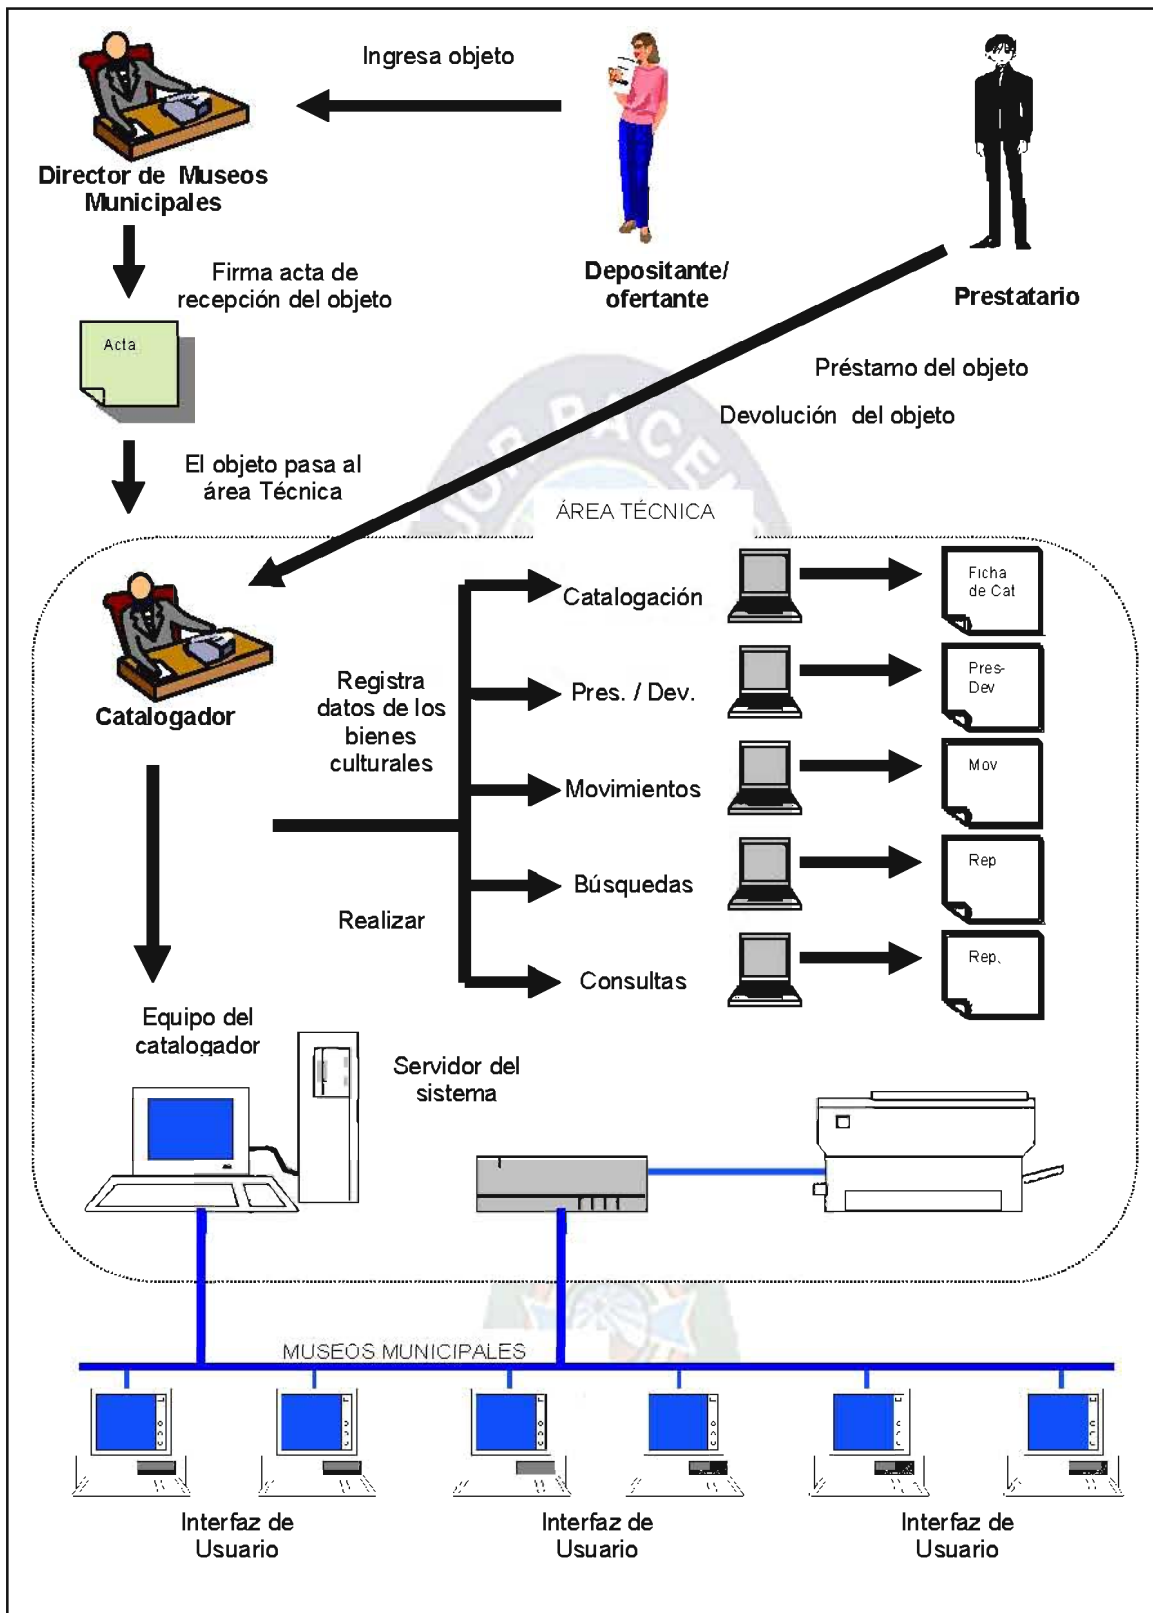 Ingresa objeto
Director de Museos
Municipales
Depositante/
ofertante
Prestatario
Firma acta de
recepción del objeto
Acta
Préstamo del objeto
Devolución del objeto
El objeto pasa al
área Técnica
ÁREA TÉCNICA
Catalogador
Registra
datos de los
bienes
culturales
Realizar
Catalogación
Ficha
de Cat
Pres. / Dev.
Pres-
Dev
Movimientos
Mov
Búsquedas
Rep
Consultas
Rep.
Equipo del
catalogador
Servidor del
sistema
MUSEOS MUNICIPALES
Interfaz de
Usuario
Interfaz de
Usuario
Interfaz de
Usuario